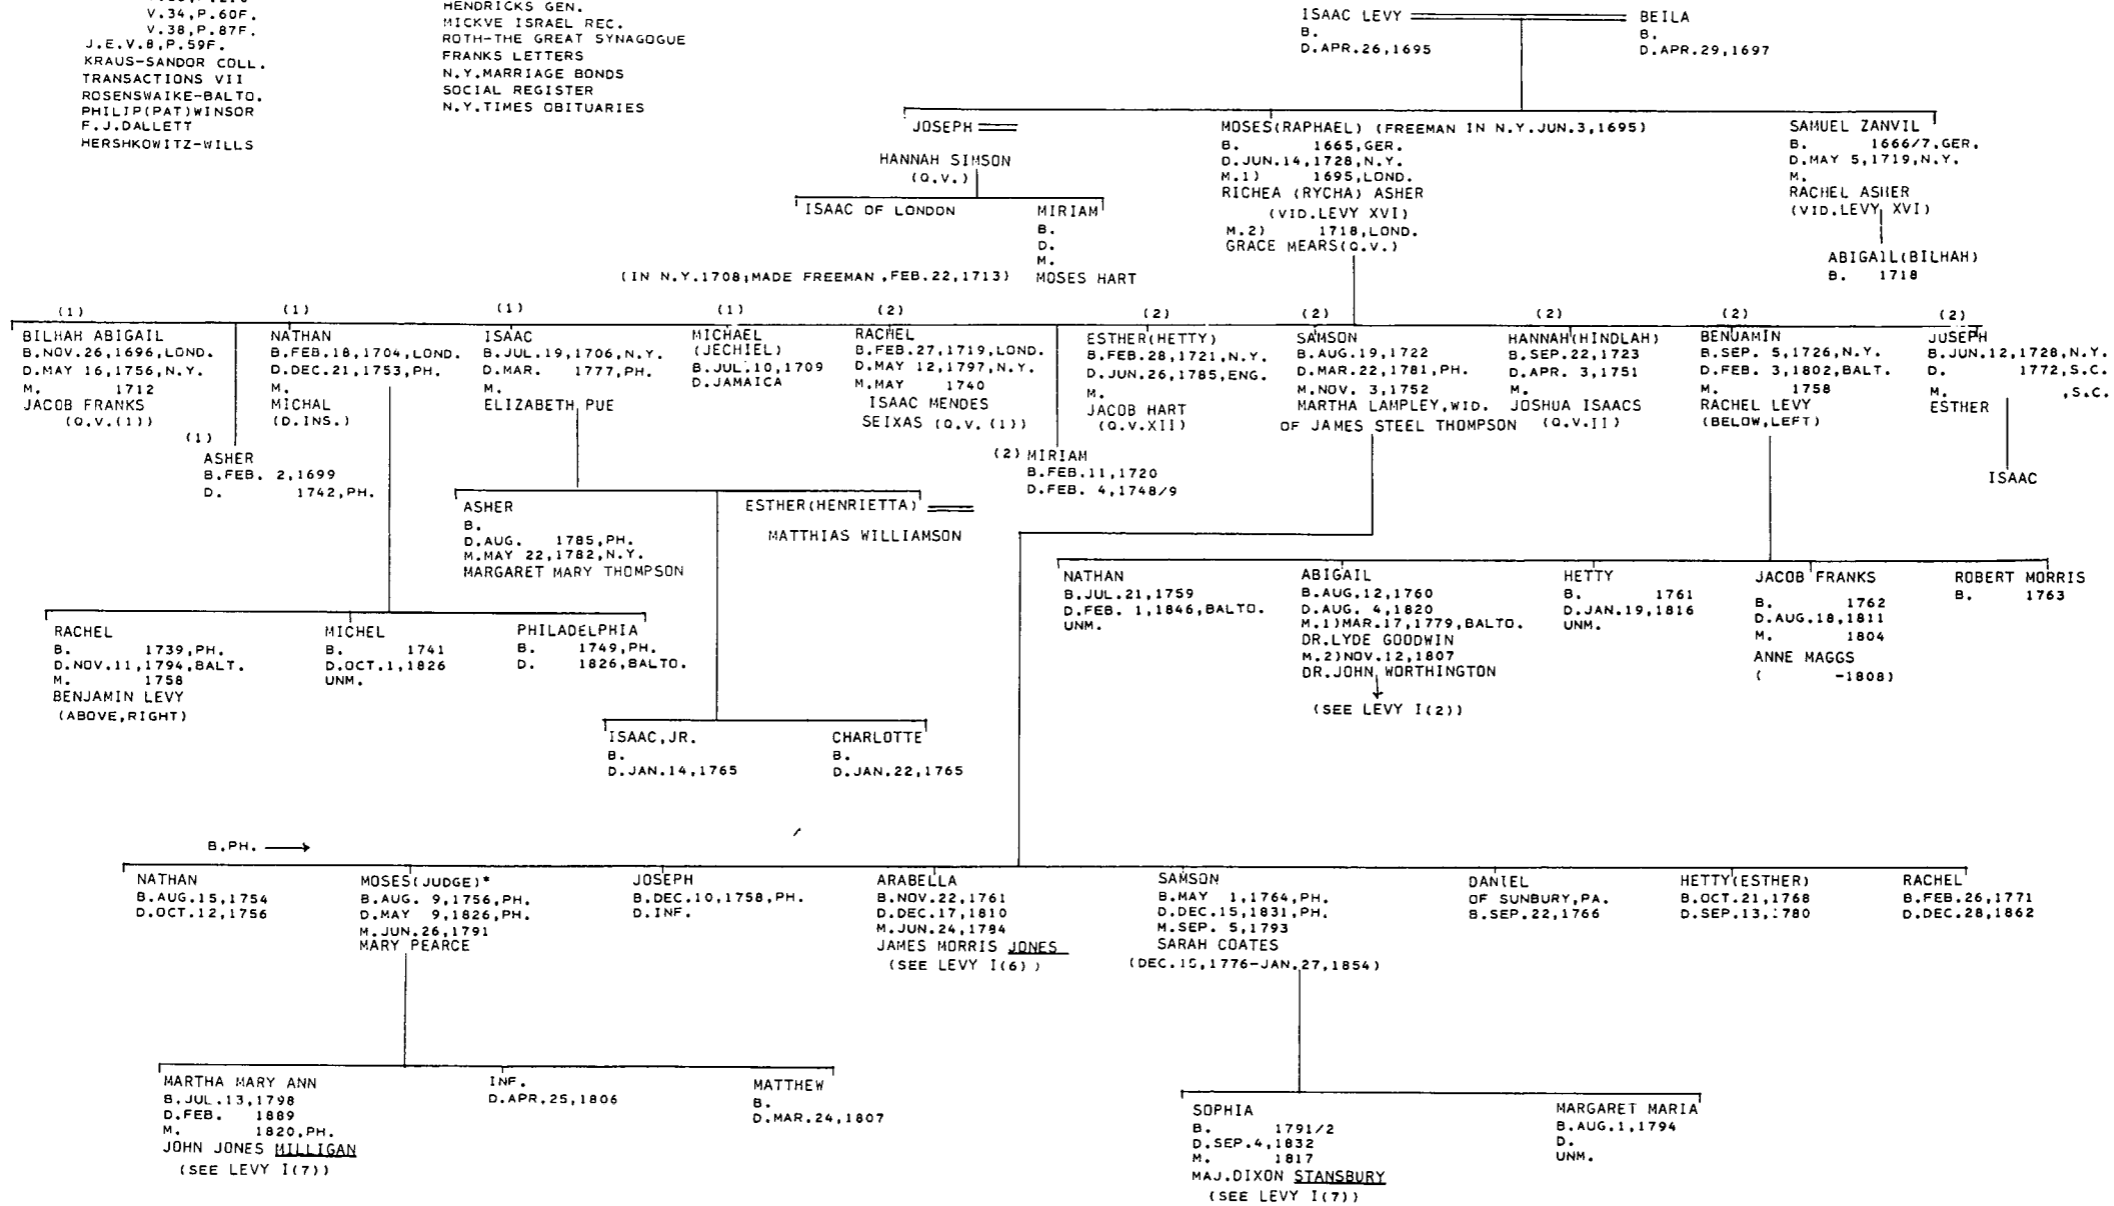 V.34,P.60F.
V.38,P.87F.
J.E.V.8,P.59F.
KRAUS-SANDOR COLL.
TRANSACTIONS VII
ROSENSWAIKE-BALTO.
PHILIP(PAT)WINSOR
F.J.DALLETT
HERSHKOWITZ-WILLS
HENDRICKS GEN.
MICKVE ISRAEL REC.
ROTH-THE GREAT SYNAGOGUE
FRANKS LETTERS
N.Y.MARRIAGE BONDS
SOCIAL REGISTER
N.Y.TIMES OBITUARIES
ISAAC LEVY
B.
D.APR.26,1695
BEILA
B.
D.APR.29,1697
JOSEPH
HANNAH SIMSON
(Q.V.)
MOSES(RAPHAEL) (FREEMAN IN N.Y.JUN.3,1695)
B. 1665,GER.
D.JUN.14,1728,N.Y.
M.1) 1695,LOND.
RICHEA (RYCHA) ASHER
(VID.LEVY XVI)
M.2) 1718,LOND.
GRACE MEARS(Q.V.)
SAMUEL ZANVIL
B. 1666/7,GER.
D.MAY 5,1719,N.Y.
M.
RACHEL ASHER
(VID.LEVY XVI)
ABIGAIL(BILHAH)
B. 1718
ISAAC OF LONDON
MIRIAM
B.
D.
M.
(IN N.Y.1708;MADE FREEMAN,FEB.22,1713) MOSES HART
(1)
BILHAH ABIGAIL
B.NOV.26,1696,LOND.
D.MAY 16,1756,N.Y.
M. 1712
JACOB FRANKS
(Q.V.(1))
(1)
ASHER
B.FEB. 2,1699
D. 1742,PH.
(1)
NATHAN
B.FEB.18,1704,LOND.
D.DEC.21,1753,PH.
M.
MICHAL
(D.INS.)
(1)
ISAAC
B.JUL.19,1706,N.Y.
D.MAR. 1777,PH.
M.
ELIZABETH PUE
(1)
MICHAEL
(JECHIEL)
B.JUL.10,1709
D.JAMAICA
(2)
RACHEL
B.FEB.27,1719,LOND.
D.MAY 12,1797,N.Y.
M.MAY 1740
ISAAC MENDES
SEIXAS (Q.V.(1))
(2) MIRIAM
B.FEB.11,1720
D.FEB. 4,1748/9
(2)
ESTHER(HETTY)
B.FEB.28,1721,N.Y.
D.JUN.26,1785,ENG.
M.
JACOB HART
(Q.V.XII)
(2)
SAMSON
B.AUG.19,1722
D.MAR.22,1781,PH.
M.NOV. 3,1752
MARTHA LAMPLEY,WID.
OF JAMES STEEL THOMPSON
(2)
HANNAH(HINDLAH)
B.SEP.22,1723
D.APR. 3,1751
M.
JOSHUA ISAACS
(Q.V.II)
(2)
BENJAMIN
B.SEP. 5,1726,N.Y.
D.FEB. 3,1802,BALT.
M. 1758
RACHEL LEVY
(BELOW,LEFT)
(2)
JOSEPH
B.JUN.12,1728,N.Y.
D. 1772,S.C.
M. ,S.C.
ESTHER
ISAAC
ASHER
B.
D.AUG. 1785,PH.
M.MAY 22,1782,N.Y.
MARGARET MARY THOMPSON
ESTHER(HENRIETTA)
MATTHIAS WILLIAMSON
NATHAN
B.JUL.21,1759
D.FEB. 1,1846,BALTO.
UNM.
ABIGAIL
B.AUG.12,1760
D.AUG. 4,1820
M.1)MAR.17,1779,BALTO.
DR.LYDE GOODWIN
M.2)NOV.12,1807
DR.JOHN WORTHINGTON
(SEE LEVY I(2))
HETTY
B. 1761
D.JAN.19,1816
UNM.
JACOB FRANKS
B. 1762
D.AUG.18,1811
M. 1804
ANNE MAGGS
( -1808)
ROBERT MORRIS
B. 1763
RACHEL
B. 1739,PH.
D.NOV.11,1794,BALT.
M. 1758
BENJAMIN LEVY
(ABOVE,RIGHT)
MICHEL
B. 1741
D.OCT.1,1826
UNM.
PHILADELPHIA
B. 1749,PH.
D. 1826,BALTO.
ISAAC,JR.
B.
D.JAN.14,1765
CHARLOTTE
B.
D.JAN.22,1765
B.PH. →
NATHAN
B.AUG.15,1754
D.OCT.12,1756
MOSES(JUDGE)*
B.AUG. 9,1756,PH.
D.MAY 9,1826,PH.
M.JUN.26,1791
MARY PEARCE
JOSEPH
B.DEC.10,1758,PH.
D.INF.
ARABELLA
B.NOV.22,1761
D.DEC.17,1810
M.JUN.24,1784
JAMES MORRIS JONES
(SEE LEVY I(6))
SAMSON
B.MAY 1,1764,PH.
D.DEC.15,1831,PH.
M.SEP. 5,1793
SARAH COATES
(DEC.15,1776-JAN.27,1854)
DANIEL
OF SUNBURY,PA.
B.SEP.22,1766
HETTY(ESTHER)
B.OCT.21,1768
D.SEP.13,1780
RACHEL
B.FEB.26,1771
D.DEC.28,1862
MARTHA MARY ANN
B.JUL.13,1798
D.FEB. 1889
M. 1820,PH.
JOHN JONES MILLIGAN
(SEE LEVY I(7))
INF.
D.APR.25,1806
MATTHEW
B.
D.MAR.24,1807
SOPHIA
B. 1791/2
D.SEP.4,1832
M. 1817
MAJ.DIXON STANSBURY
(SEE LEVY I(7))
MARGARET MARIA
B.AUG.1,1794
D.
UNM.